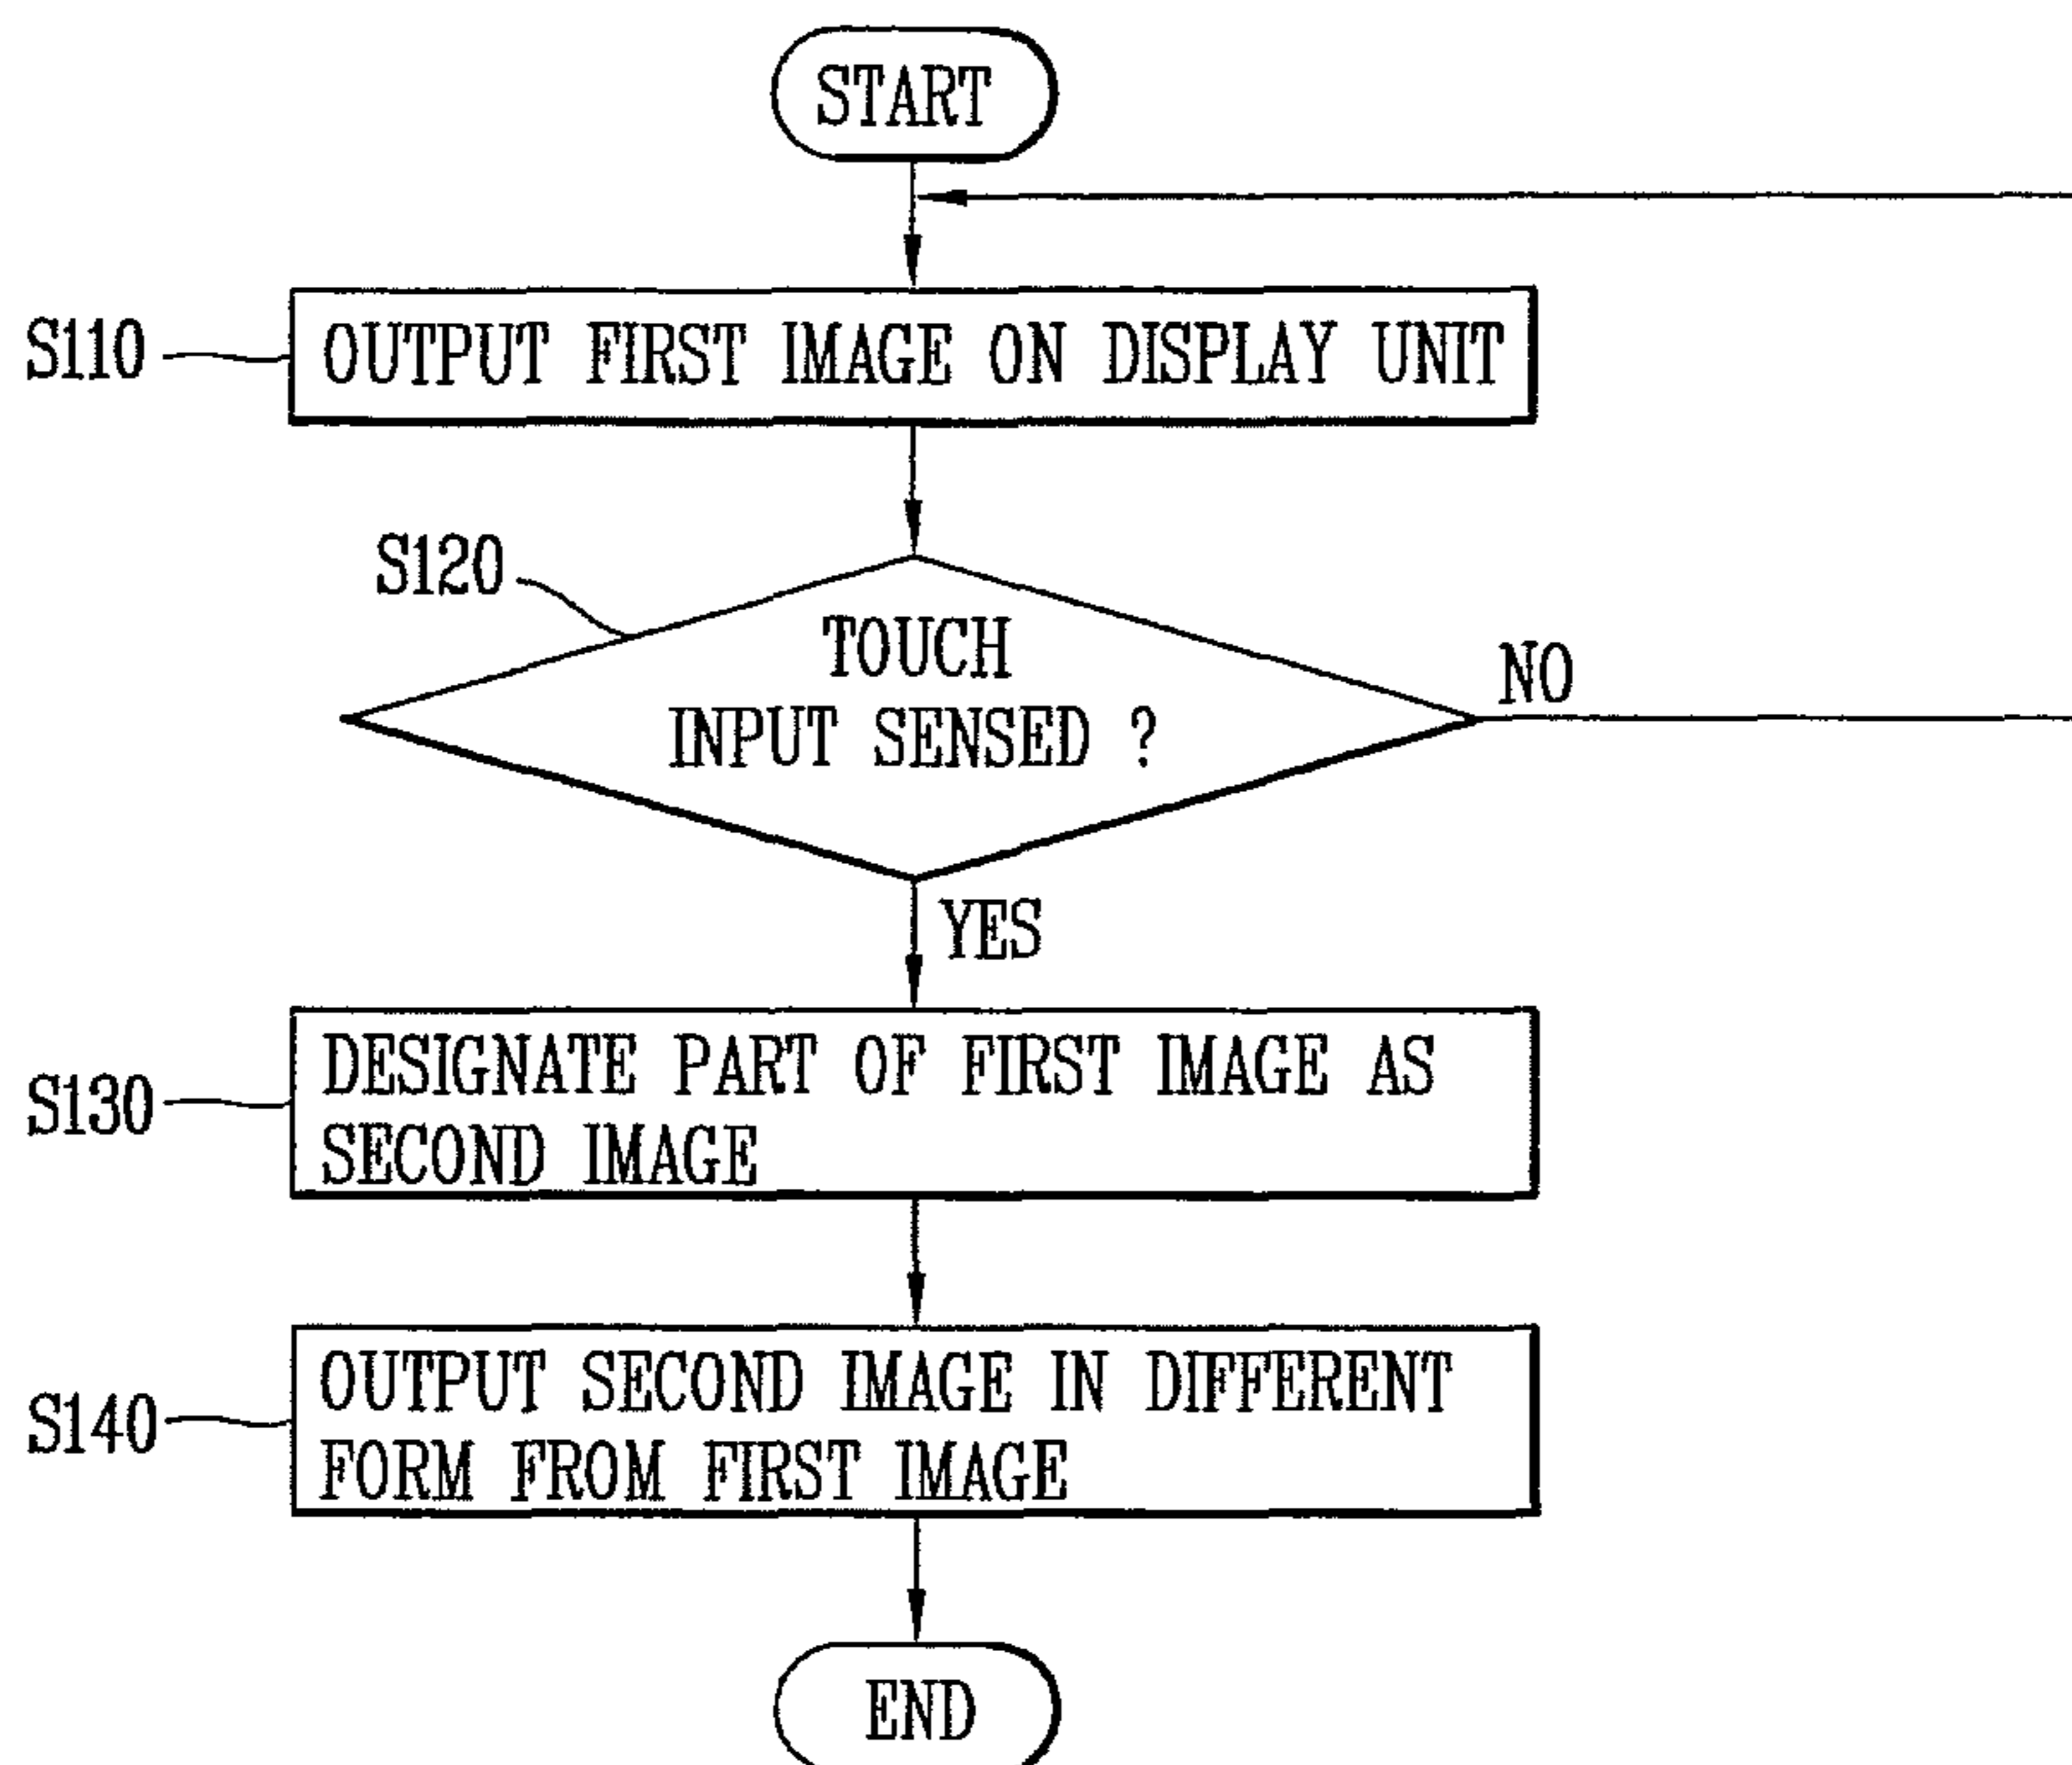 START
S110
OUTPUT FIRST IMAGE ON DISPLAY UNIT
S120
TOUCH
INPUT SENSED ?
NO
YES
S130
DESIGNATE PART OF FIRST IMAGE AS
SECOND IMAGE
S140
OUTPUT SECOND IMAGE IN DIFFERENT
FORM FROM FIRST IMAGE
END